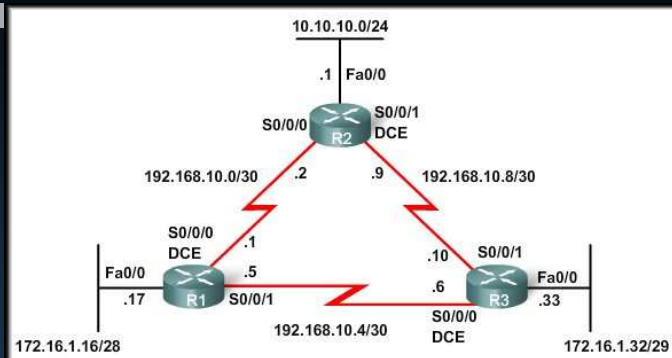 10.10.10.0/24
.1 Fa0/0
S0/0/0
S0/0/1
DCE
R2
192.168.10.0/30
.2
.9
192.168.10.8/30
S0/0/0
DCE
.1
.10
S0/0/1
Fa0/0
.17
R1
.5
S0/0/1
.6
R3
Fa0/0
.33
S0/0/0
DCE
192.168.10.4/30
172.16.1.16/28
172.16.1.32/29